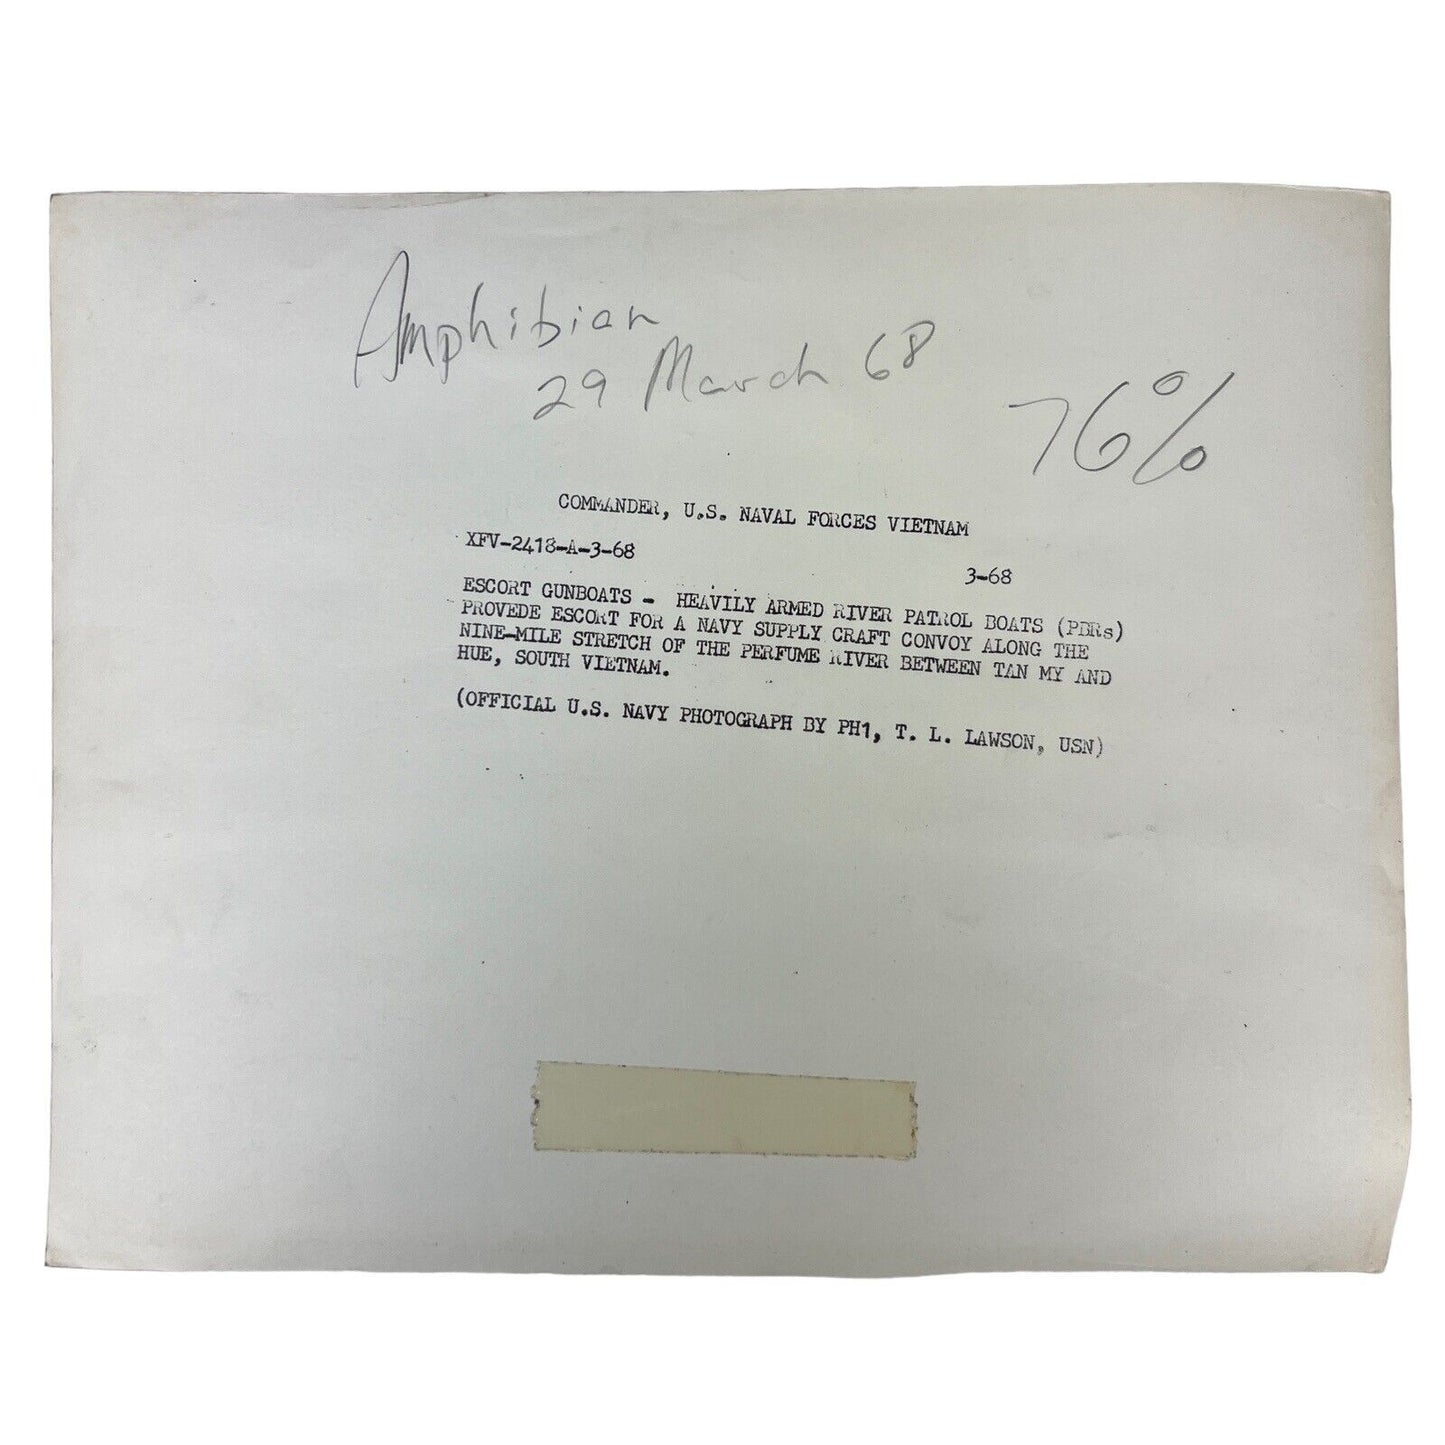 Amphibian
29 March 68
76%
COMMANDER, U.S. NAVAL FORCES VIETNAM
XFV-2418-A-3-68
3-68
ESCORT GUNBOATS - HEAVILY ARMED RIVER PATROL BOATS (PBRs)
PROVEDE ESCORT FOR A NAVY SUPPLY CRAFT CONVOY ALONG THE
NINE-MILE STRETCH OF THE PERFUME RIVER BETWEEN TAN MY AND
HUE, SOUTH VIETNAM.
(OFFICIAL U.S. NAVY PHOTOGRAPH BY PH1, T. L. LAWSON, USN)